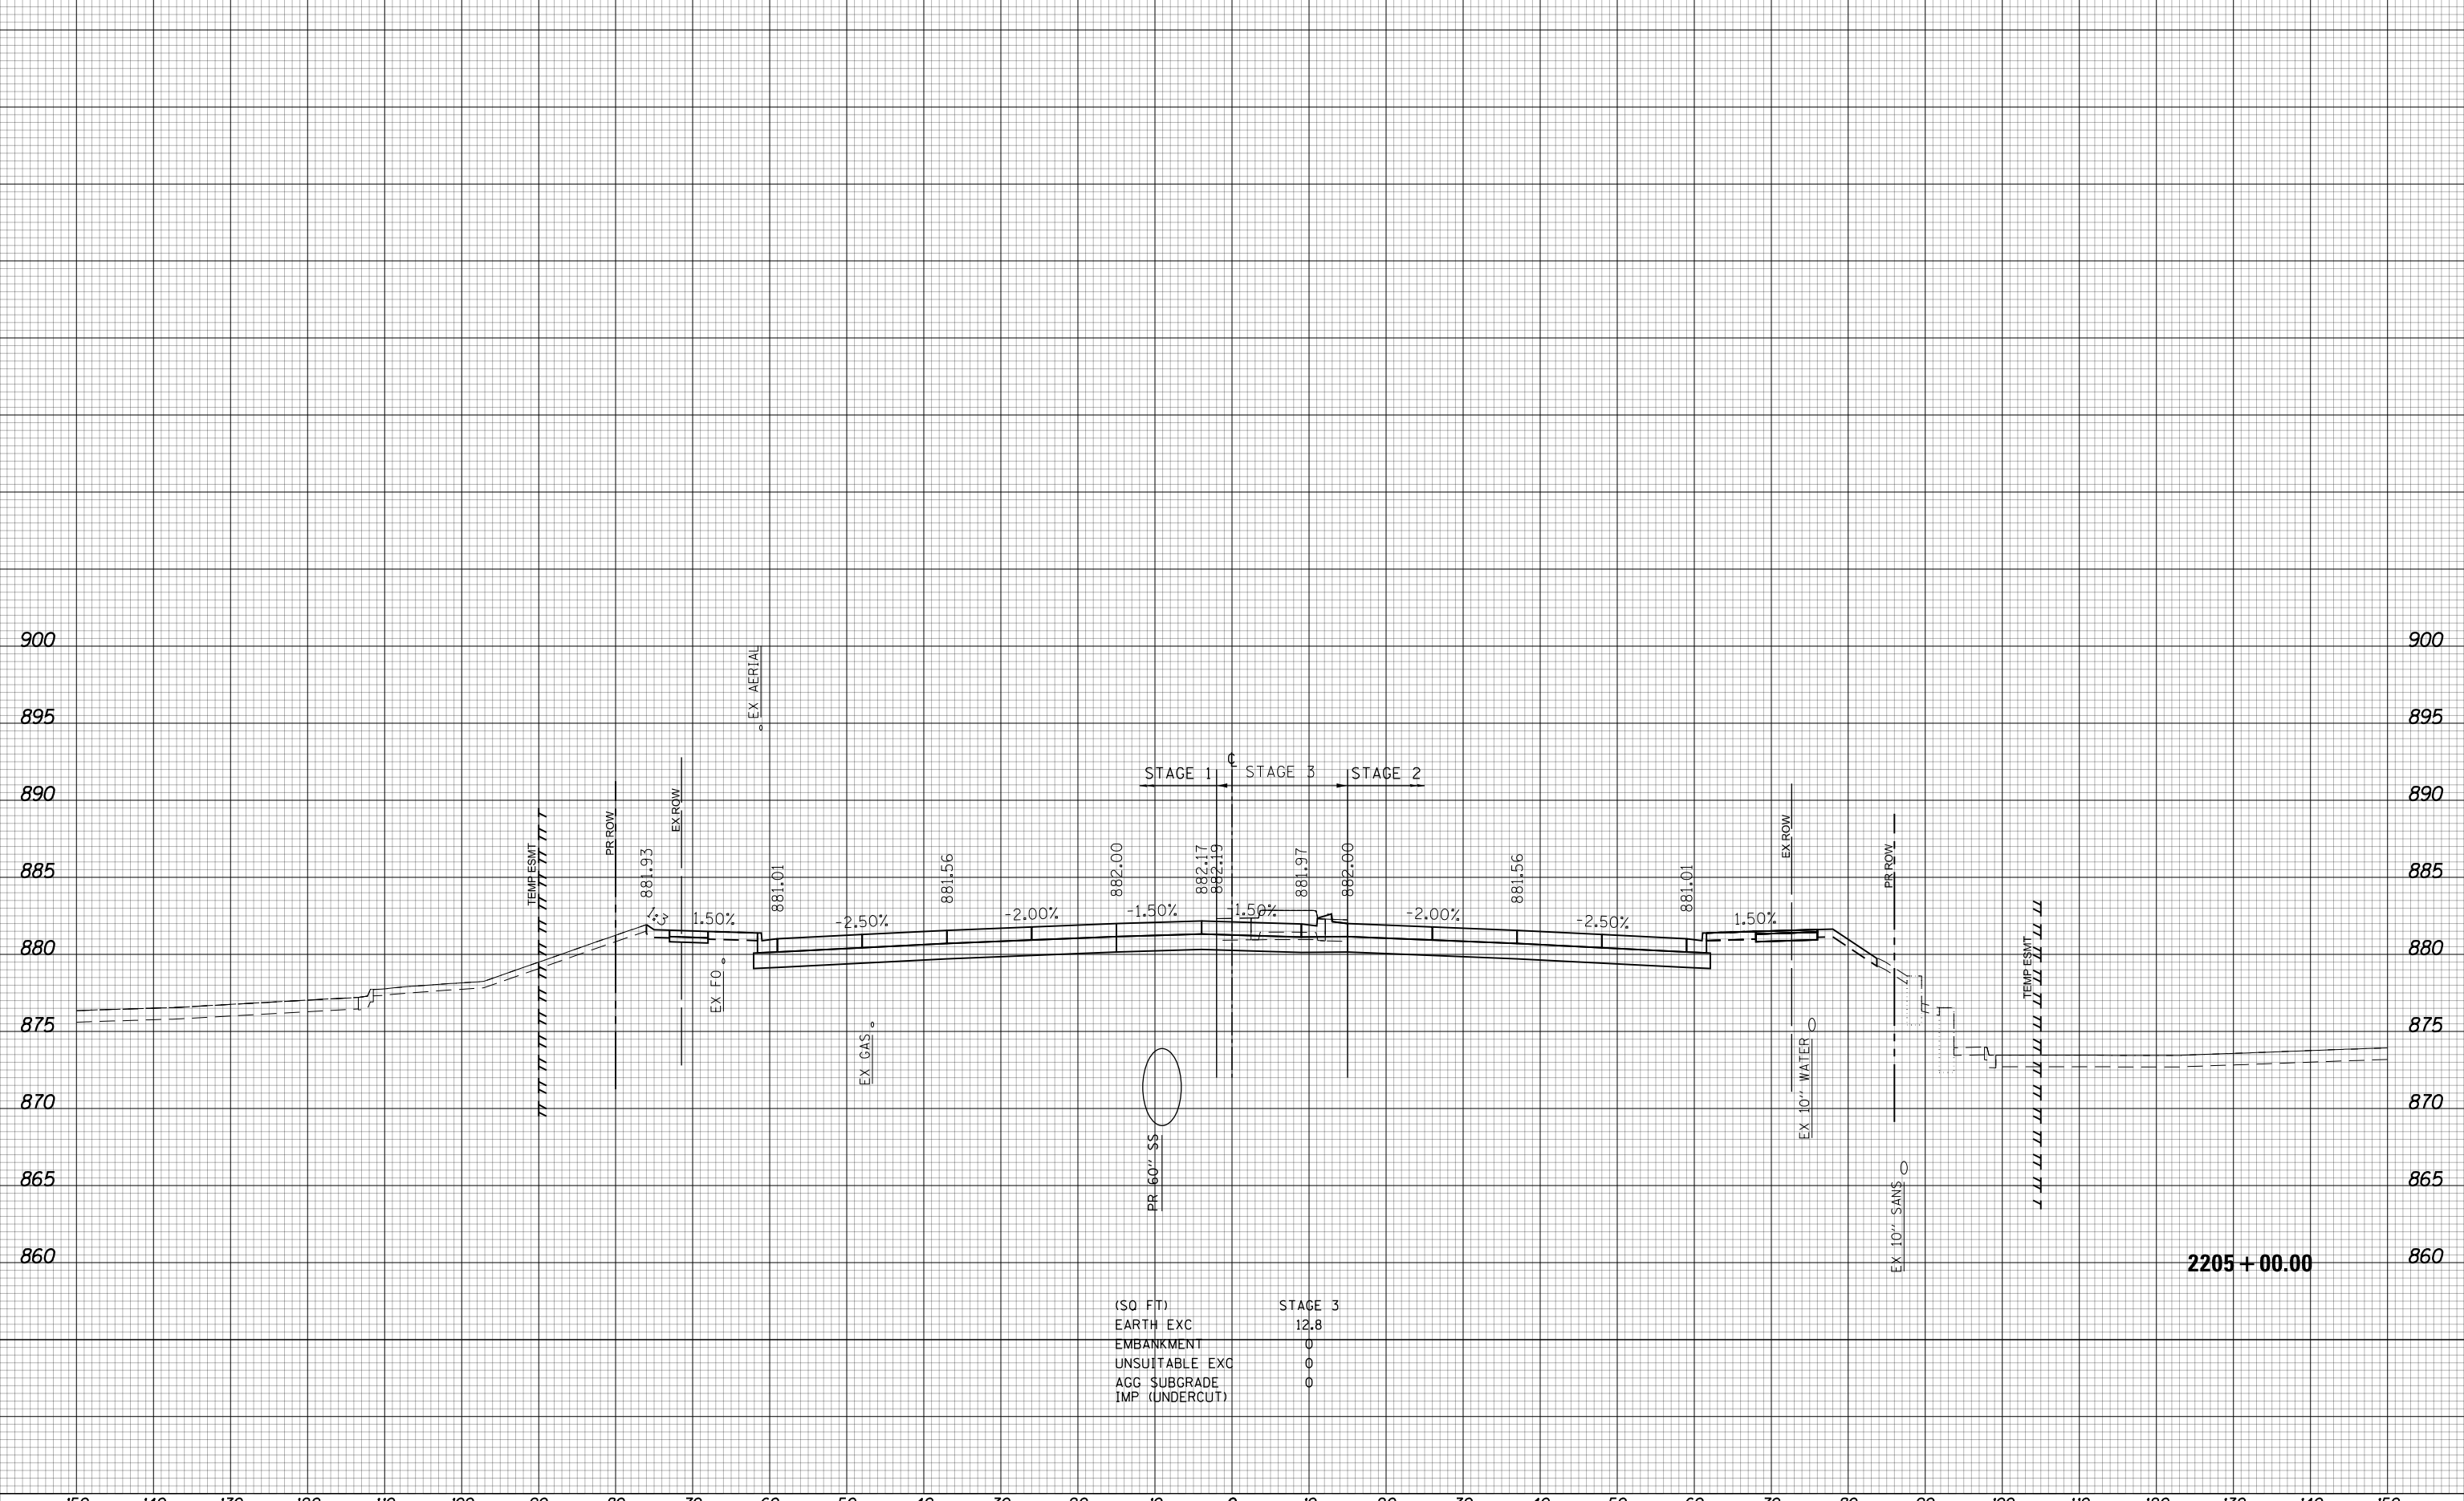 900 900
EX AERIAL
895 895
℄
STAGE 1 STAGE 3 STAGE 2
890 890
TEMP ESMT
PR ROW
EX ROW
881.93
881.01
881.56
882.00
882.17
882.19
881.97
882.00
881.56
881.01
EX ROW
PR ROW
TEMP ESMT
885 885
1:3 1.50% -2.50% -2.00% -1.50% -1.50% -2.00% -2.50% 1.50%
880 880
EX FO
875 875
EX GAS
EX 10" WATER
870 870
PR 60" SS
865 865
EX 10" SANS
860 860
2205+00.00
(SQ FT) STAGE 3
EARTH EXC 12.8
EMBANKMENT 0
UNSUITABLE EXC 0
AGG SUBGRADE 0
IMP (UNDERCUT)